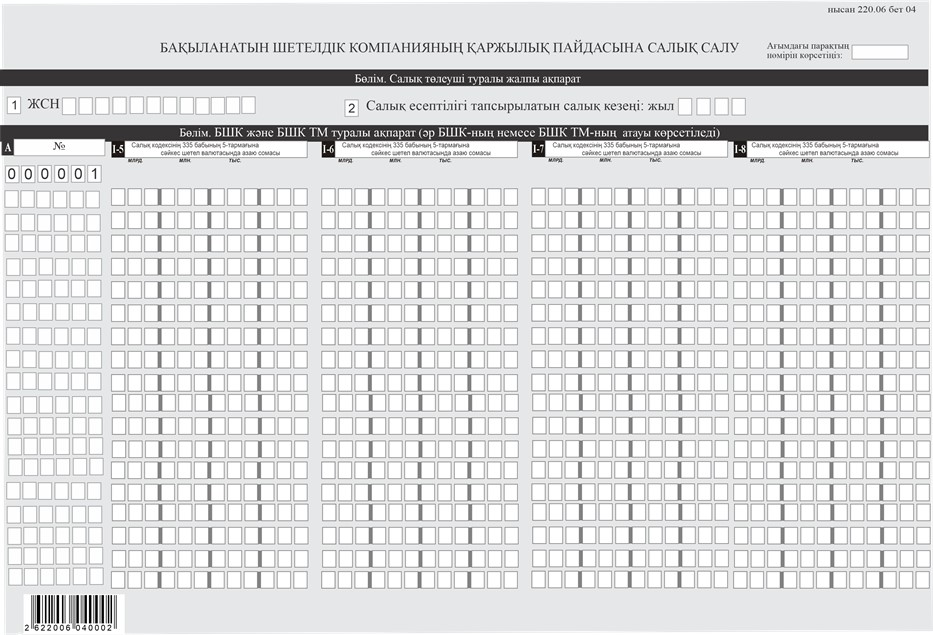 нысан 220.06 бет 04
БАҚЫЛАНАТЫН ШЕТЕЛДІК КОМПАНИЯНЫҢ ҚАРЖЫЛЫҚ ПАЙДАСЫНА САЛЫҚ САЛУ
Ағымдағы парақтың
нөмірін көрсетіңіз:
Бөлім. Салық төлеуші туралы жалпы ақпарат
1 ЖСН
2 Салық есептілігі тапсырылатын салық кезеңі: жыл
Бөлім. БШК және БШК ТМ туралы ақпарат (әр БШК-ның немесе БШК ТМ-ның атауы көрсетіледі)
A №
I-5 Салық кодексінің 335 бабының 5-тармағына
сәйкес шетел валютасында азаю сомасы
МЛРД. МЛН. ТЫС.
I-6 Салық кодексінің 335 бабының 5-тармағына
сәйкес шетел валютасында азаю сомасы
МЛРД. МЛН. ТЫС.
I-7 Салық кодексінің 335 бабының 5-тармағына
сәйкес шетел валютасында азаю сомасы
МЛРД. МЛН. ТЫС.
I-8 Салық кодексінің 335 бабының 5-тармағына
сәйкес шетел валютасында азаю сомасы
МЛРД. МЛН. ТЫС.
000001
2 622006 040002